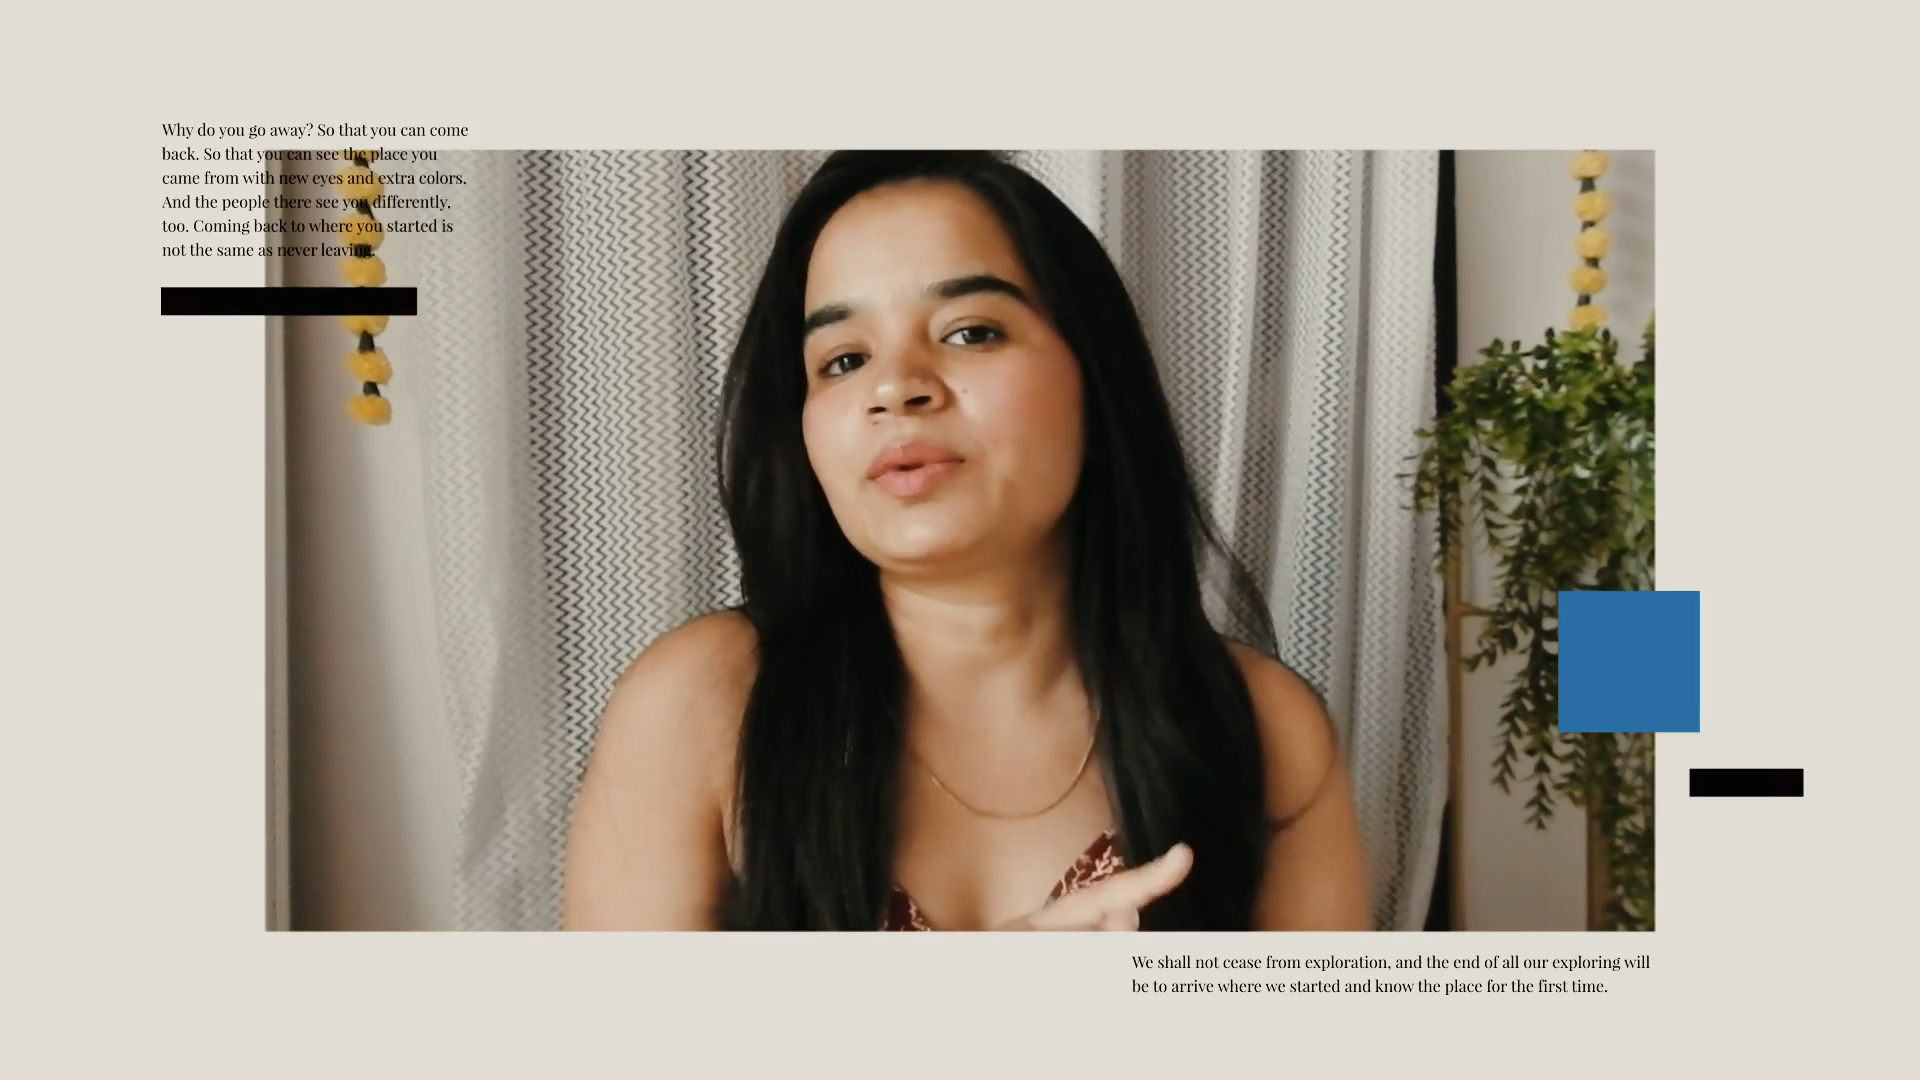 Why do you go away? So that you can come
back. So that you can see the place you
came from with new eyes and extra colors.
And the people there see you differently,
too. Coming back to where you started is
not the same as never leaving.
We shall not cease from exploration, and the end of all our exploring will
be to arrive where we started and know the place for the first time.